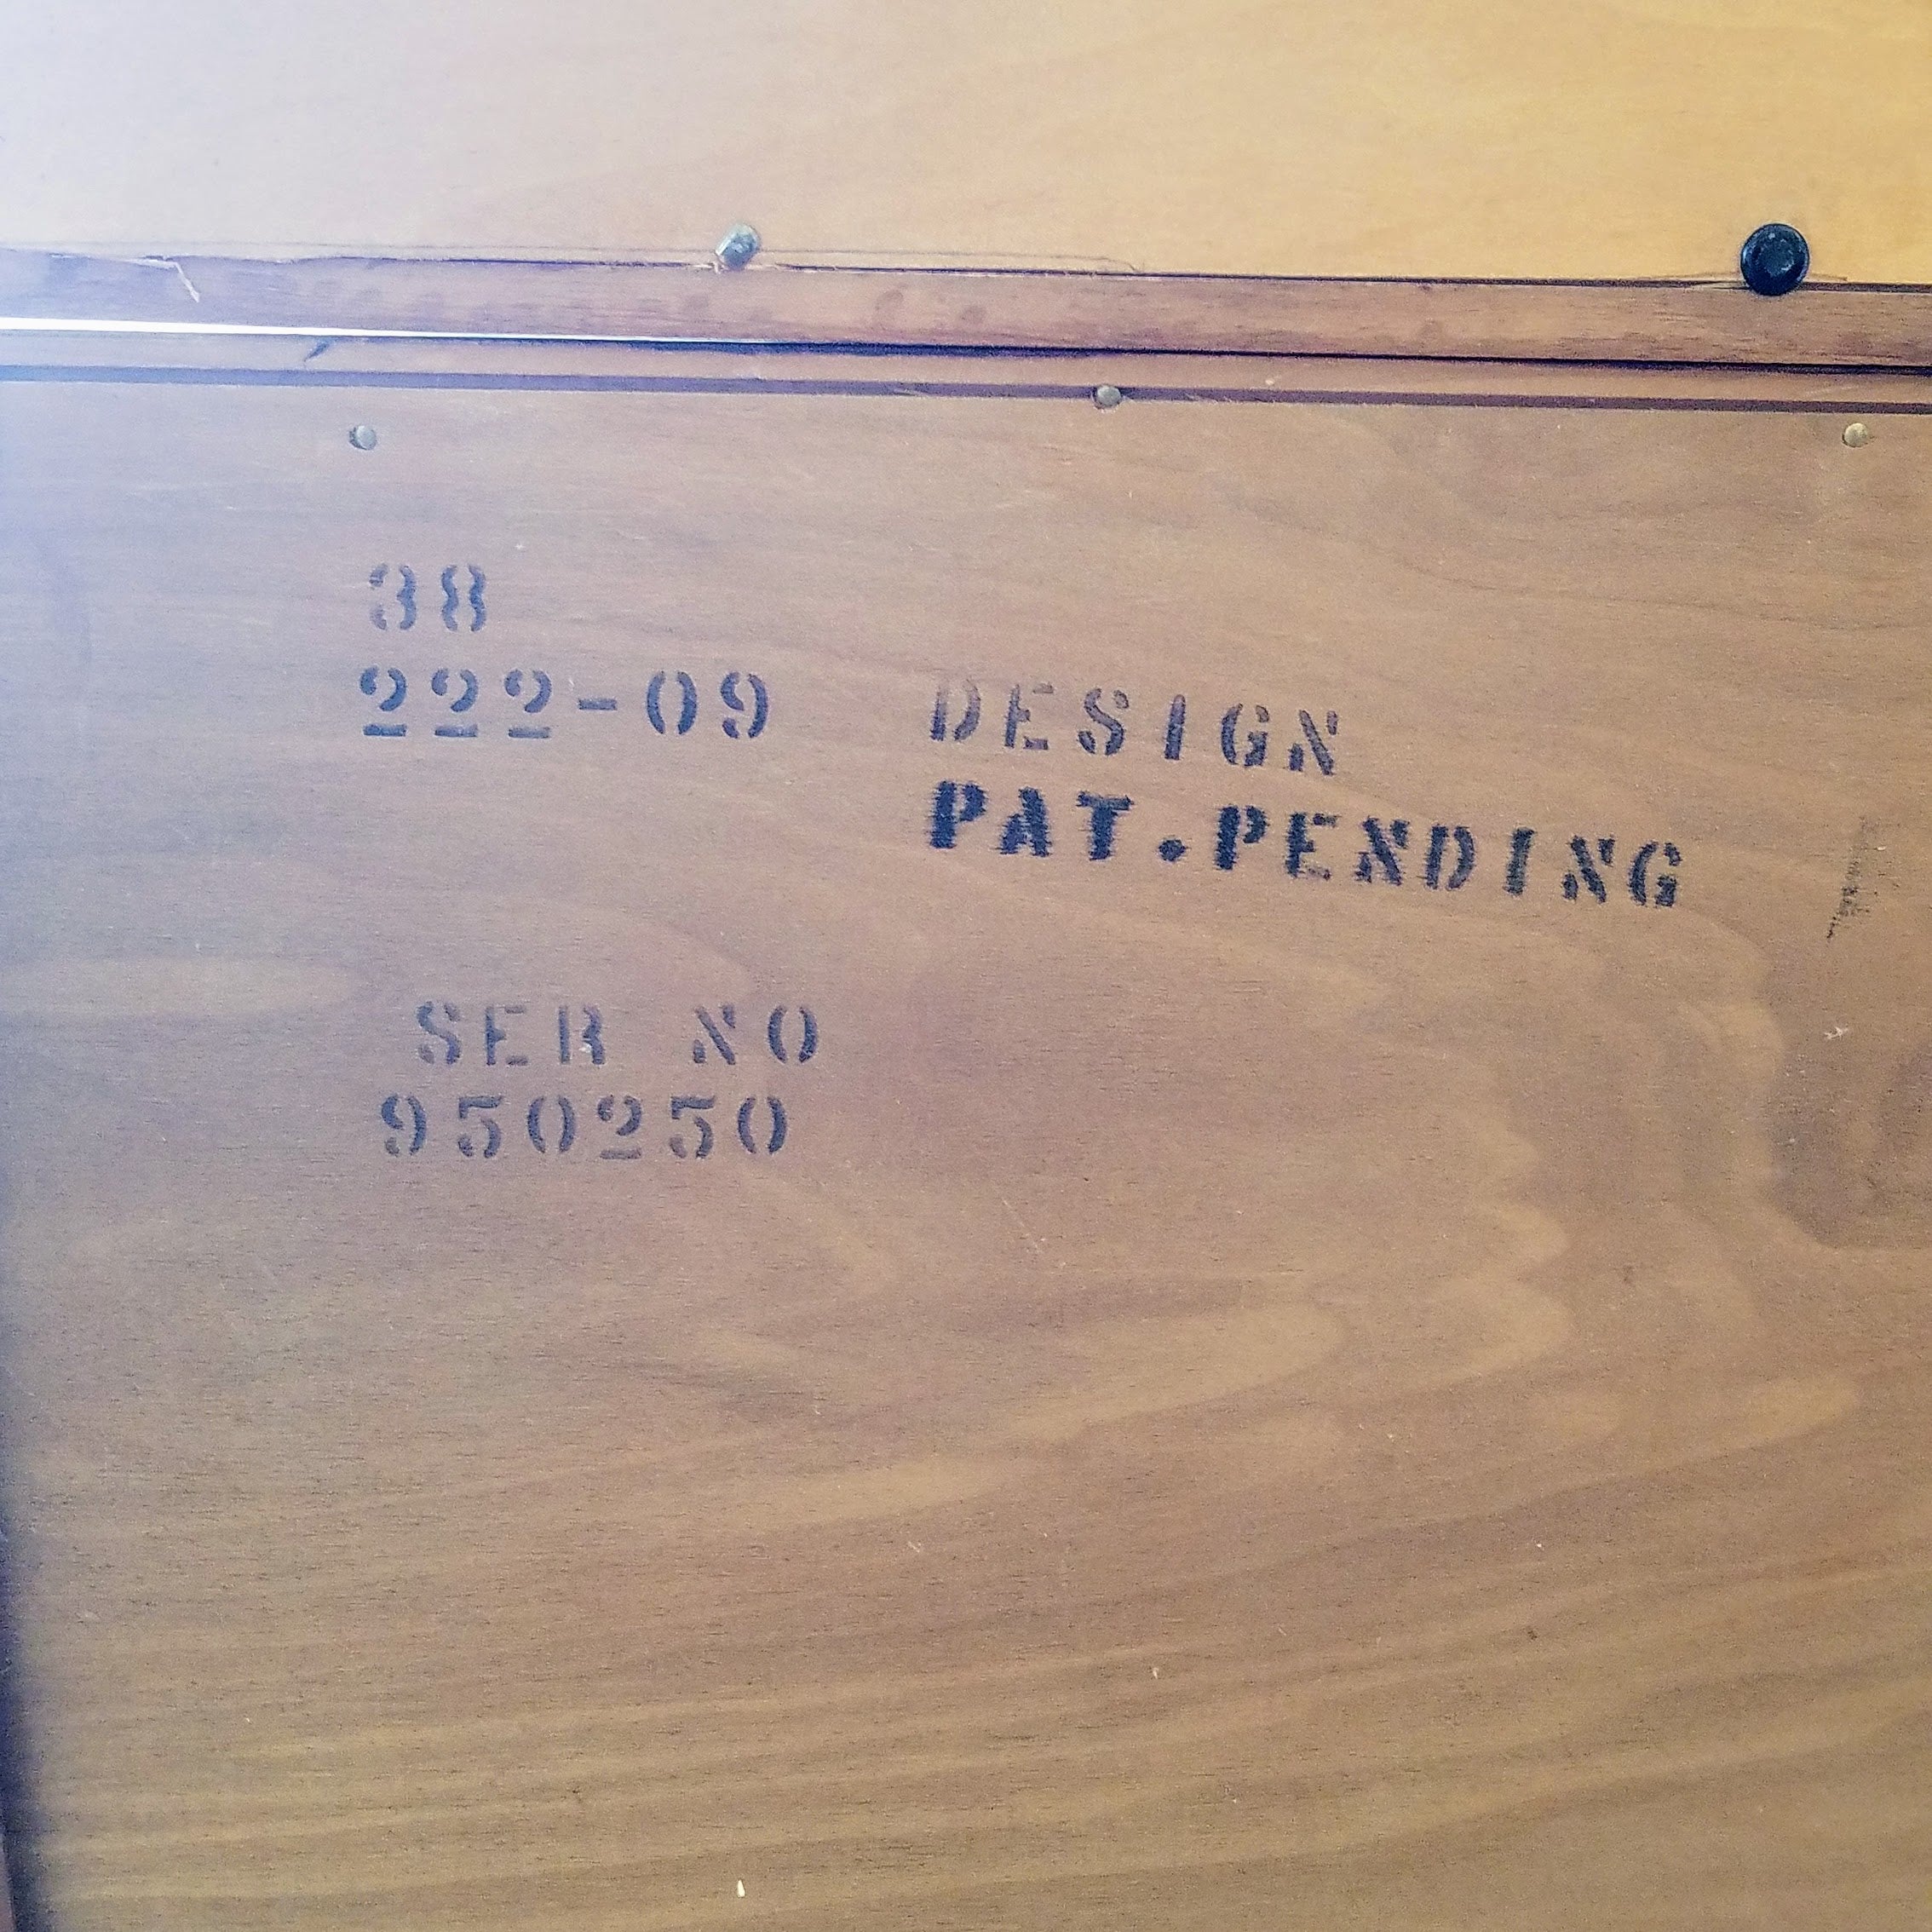 38
222-09
DESIGN
PAT.PENDING
SER NO
950250